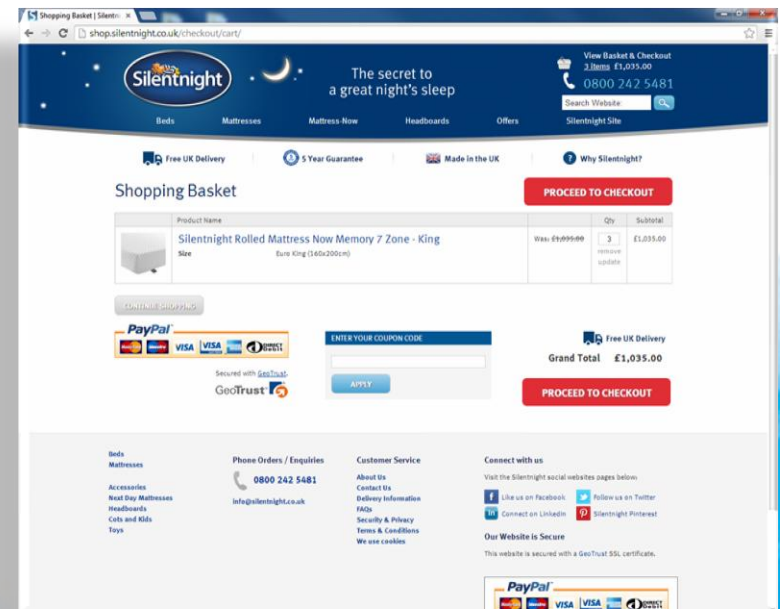 Shopping Basket | Silentni
shop.silentnight.co.uk/checkout/cart/
Silentnight
The secret to
a great night's sleep
View Basket & Checkout
3 items £1,035.00
0800 242 5481
Search Website
Beds Mattresses Mattress-Now Headboards Offers Silentnight Site
Free UK Delivery 5 Year Guarantee Made in the UK Why Silentnight?
Shopping Basket
PROCEED TO CHECKOUT
Product Name Qty Subtotal
Silentnight Rolled Mattress Now Memory 7 Zone - King
Size Euro King (160x200cm)
Was: 3 £1,035.00
remove
update
CONTINUE SHOPPING
PayPal
VISA VISA DIRECT Debit
Secured with GeoTrust.
GeoTrust
ENTER YOUR COUPON CODE
APPLY
Free UK Delivery
Grand Total £1,035.00
PROCEED TO CHECKOUT
Beds
Mattresses
Accessories
Next Day Mattresses
Headboards
Cots and Kids
Toys
Phone Orders / Enquiries
0800 242 5481
info@silentnight.co.uk
Customer Service
About Us
Contact Us
Delivery Information
FAQs
Security & Privacy
Terms & Conditions
We use cookies
Connect with us
Visit the Silentnight social websites pages below:
Like us on Facebook Follow us on Twitter
Connect on LinkedIn Silentnight Pinterest
Our Website is Secure
This website is secured with a GeoTrust SSL certificate.
PayPal
VISA VISA DIRECT